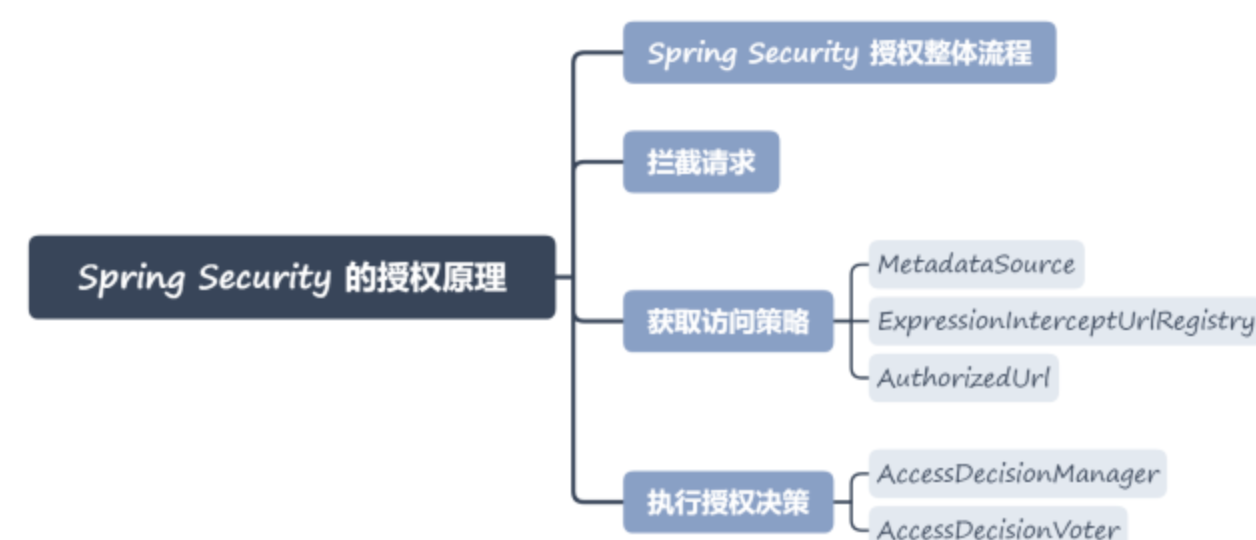 Spring Security 授权整体流程
拦截请求
Spring Security 的授权原理
获取访问策略
MetadataSource
ExpressionInterceptUrlRegistry
AuthorizedUrl
执行授权决策
AccessDecisionManager
AccessDecisionVoter